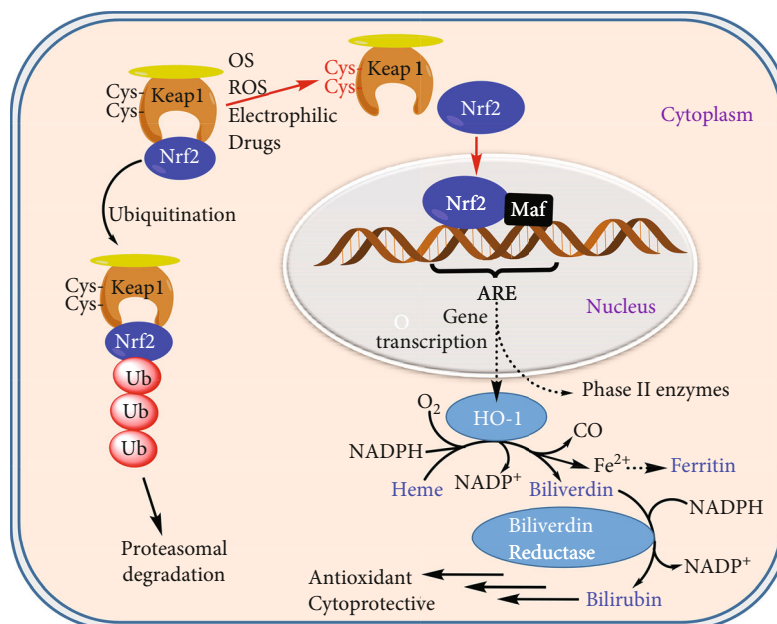 OS
ROS
Electrophilic
Drugs
Cys-
Cys-
Keap1
Nrf2
Cys-
Cys-
Keap 1
Nrf2
Cytoplasm
Ubiquitination
Nrf2
Maf
Cys-
Cys-
Keap1
Nrf2
Ub
Ub
Ub
Proteasomal
degradation
ARE
O
Gene
transcription
Nucleus
Phase II enzymes
HO-1
O₂
NADPH
Heme
NADP⁺
CO
Fe²⁺
Ferritin
Biliverdin
NADPH
Biliverdin
Reductase
NADP⁺
Bilirubin
Antioxidant
Cytoprotective